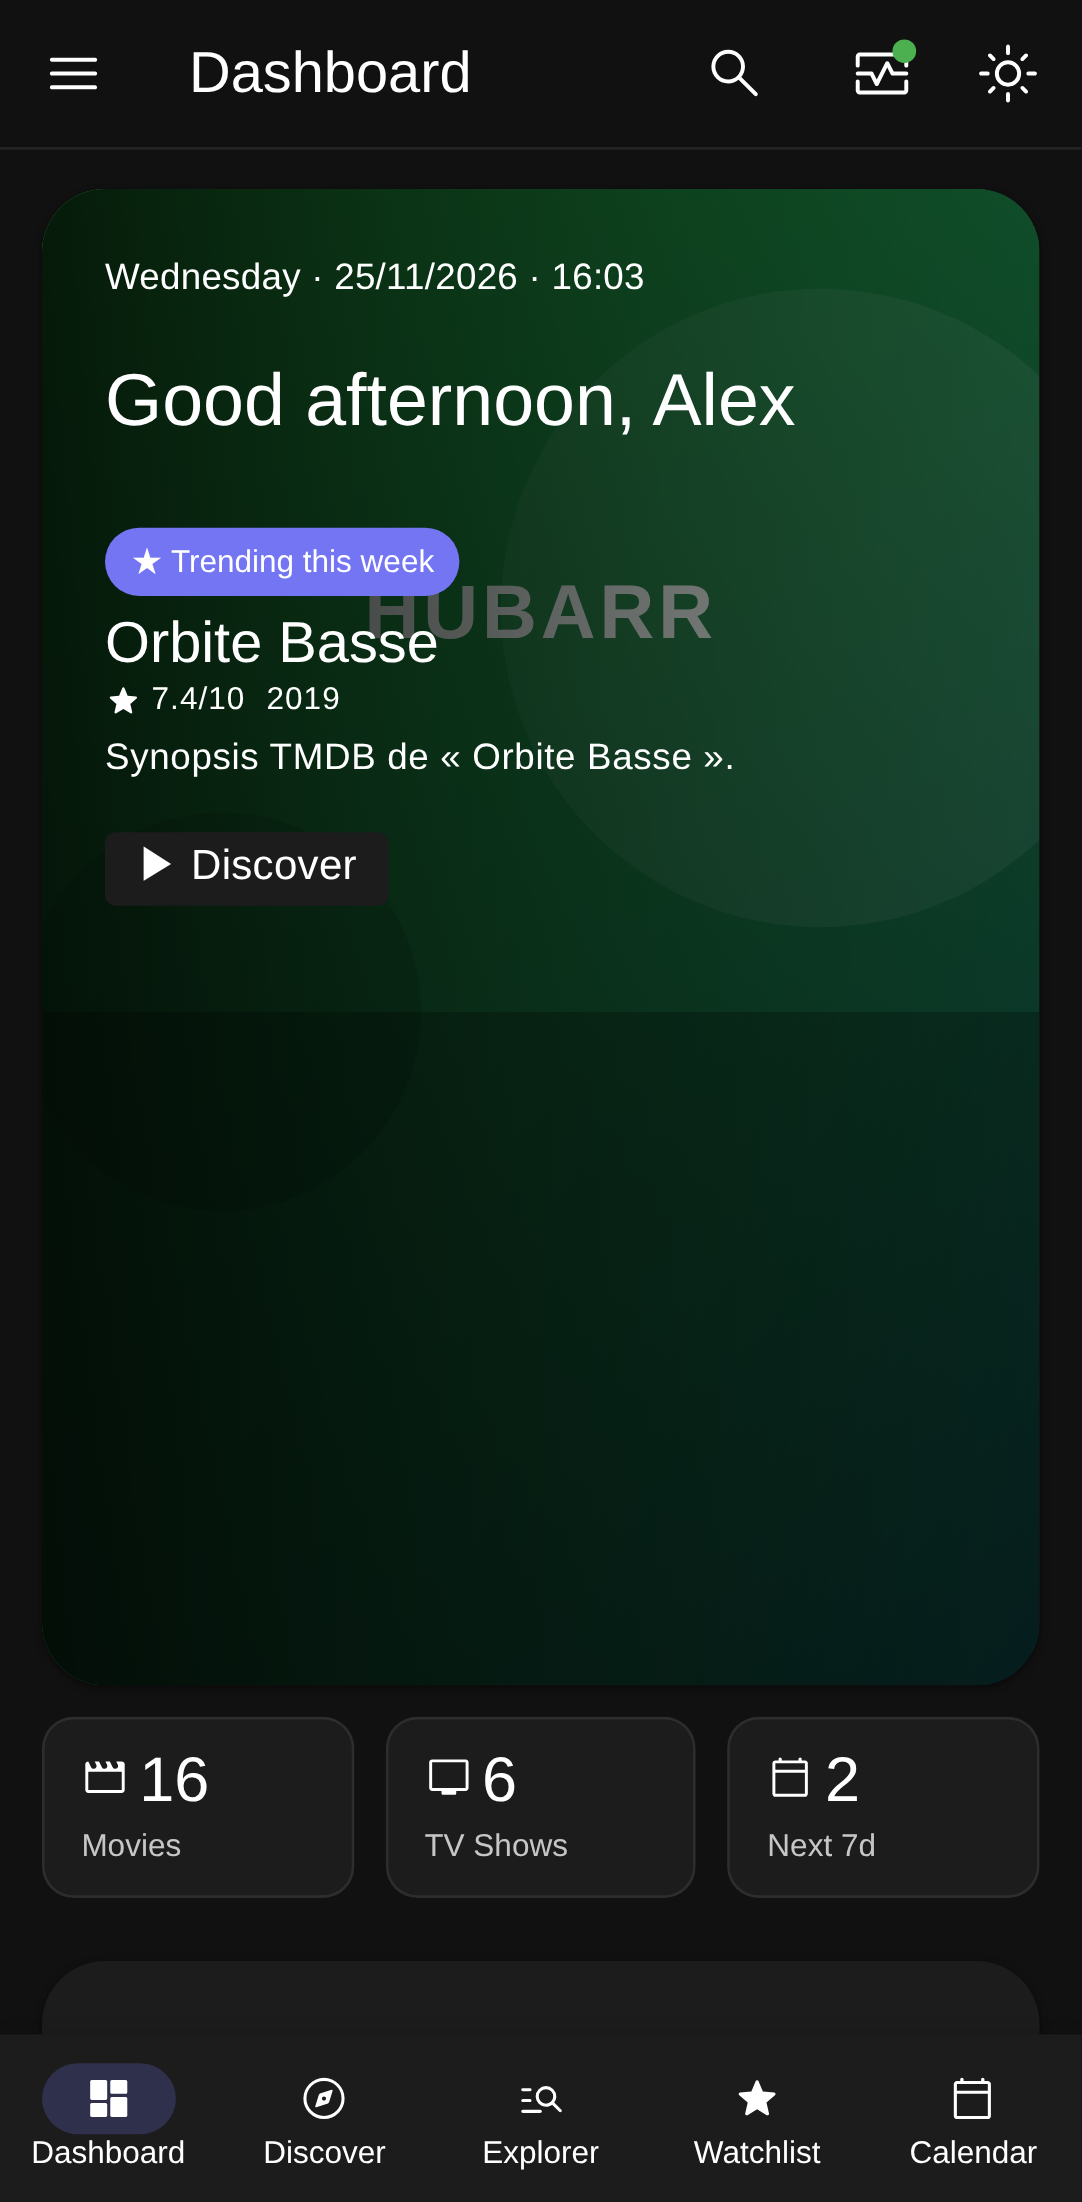 Dashboard
Wednesday · 25/11/2026 · 16:03
Good afternoon, Alex
Trending this week
HUBARR
Orbite Basse
7.4/10 2019
Synopsis TMDB de « Orbite Basse ».
Discover
16
Movies
6
TV Shows
2
Next 7d
Dashboard
Discover
Explorer
Watchlist
Calendar